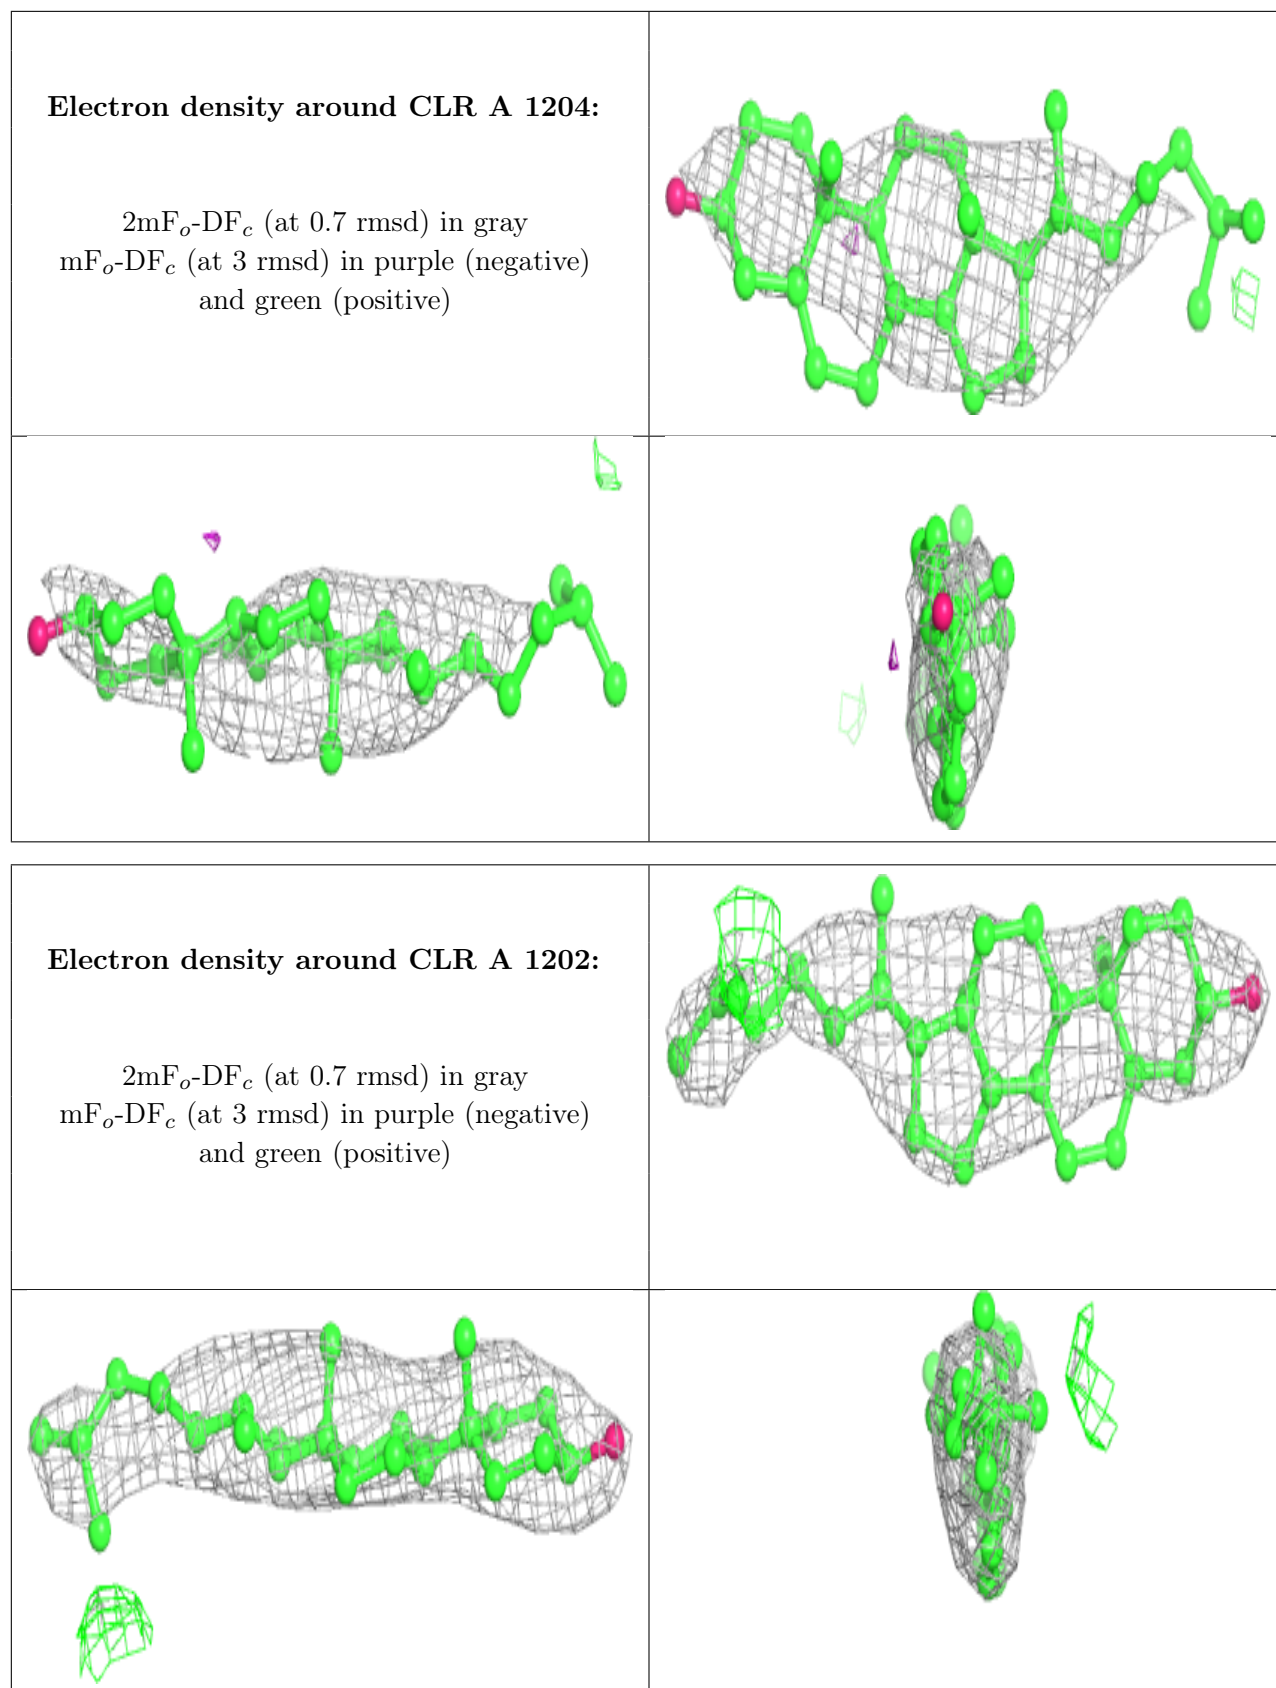 Electron density around CLR A 1204:
2mFo-DFc (at 0.7 rmsd) in gray
mFo-DFc (at 3 rmsd) in purple (negative)
and green (positive)
Electron density around CLR A 1202:
2mFo-DFc (at 0.7 rmsd) in gray
mFo-DFc (at 3 rmsd) in purple (negative)
and green (positive)